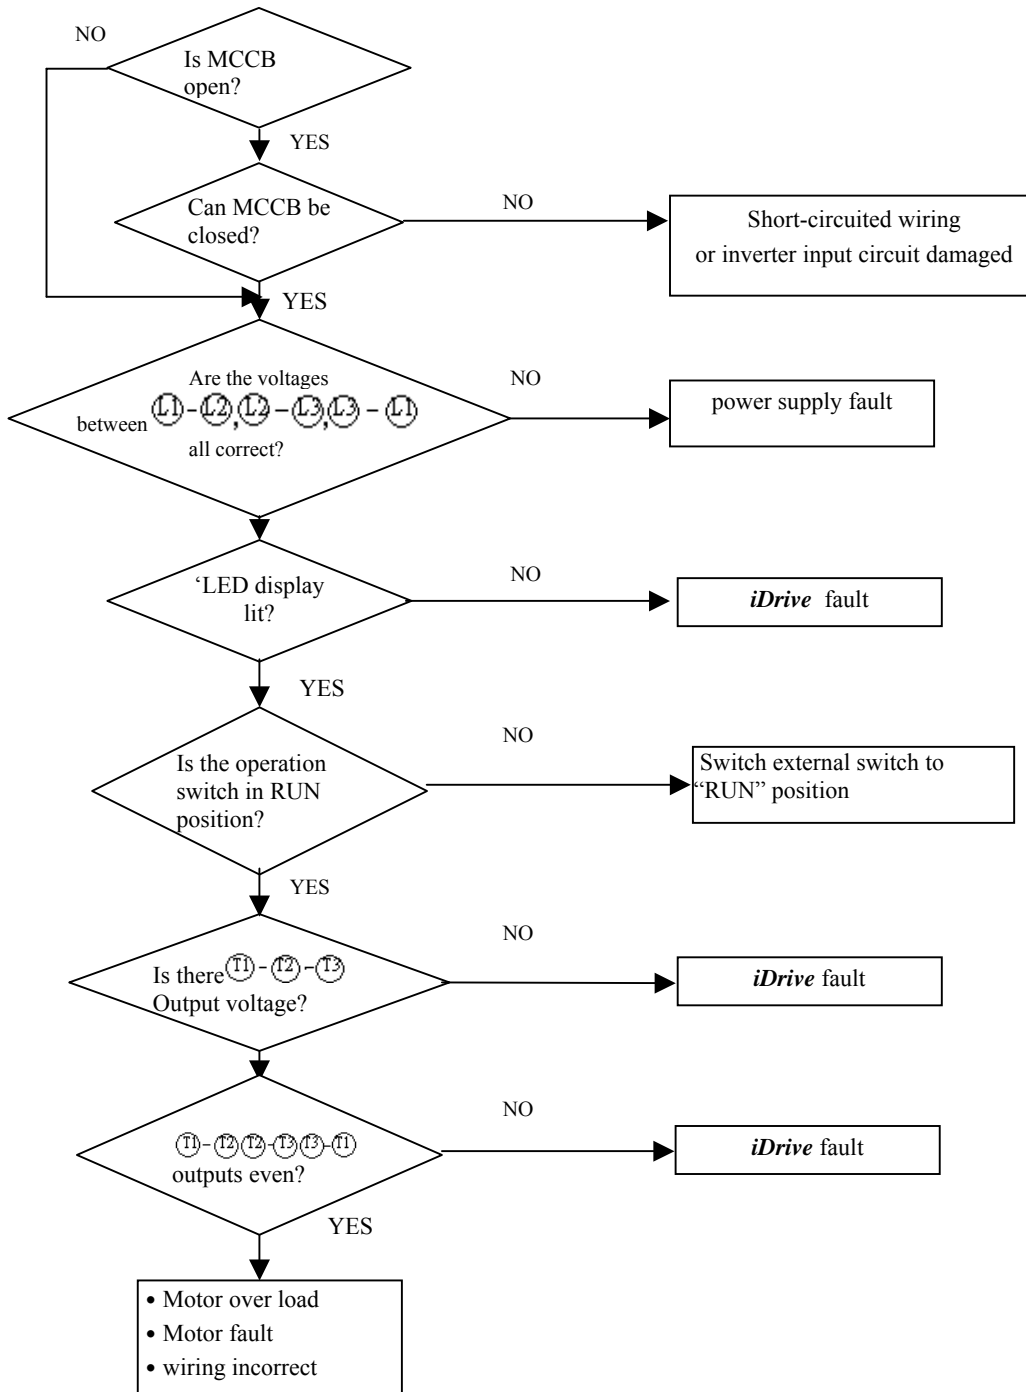 NO
Is MCCB
open?
YES
Can MCCB be
closed?
NO
Short-circuited wiring
or inverter input circuit damaged
YES
Are the voltages
between L1-L2,L2-L3,L3-L1
all correct?
NO
power supply fault
‘LED display
lit?
NO
iDrive fault
YES
Is the operation
switch in RUN
position?
NO
Switch external switch to
“RUN” position
YES
Is there T1-T2-T3
Output voltage?
NO
iDrive fault
T1-T2T2-T3T3-T1
outputs even?
NO
iDrive fault
YES
• Motor over load
• Motor fault
• wiring incorrect